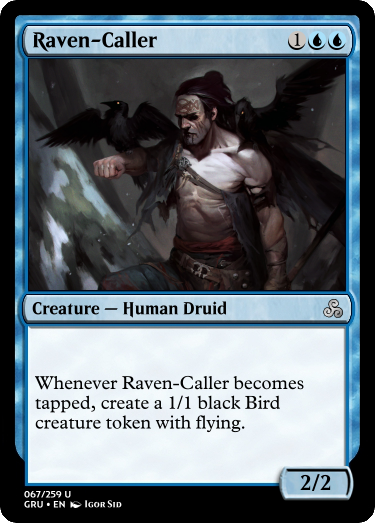 Raven-Caller 1
Creature — Human Druid
Whenever Raven-Caller becomes
tapped, create a 1/1 black Bird
creature token with flying.
2/2
067/259 U
GRU • EN Igor Sid